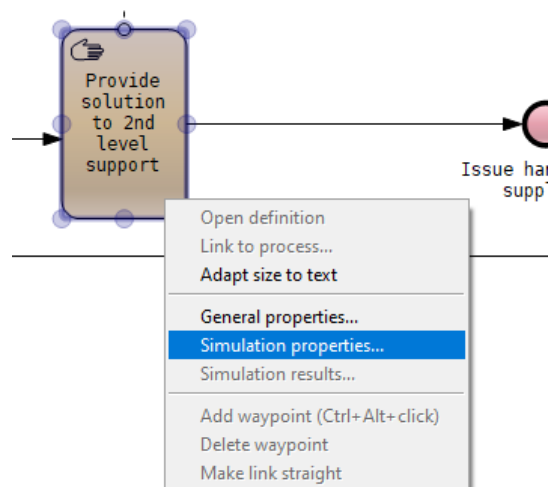 Provide
solution
to 2nd
level
support
Issue
Open definition
Link to process...
Adapt size to text
General properties...
Simulation properties...
Simulation results...
Add waypoint (Ctrl+Alt+click)
Delete waypoint
Make link straight